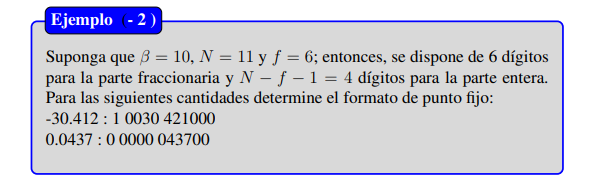 Ejemplo (- 2 )
Suponga que β = 10, N = 11 y f = 6; entonces, se dispone de 6 dígitos
para la parte fraccionaria y N − f − 1 = 4 dígitos para la parte entera.
Para las siguientes cantidades determine el formato de punto fijo:
-30.412 : 1 0030 421000
0.0437 : 0 0000 043700